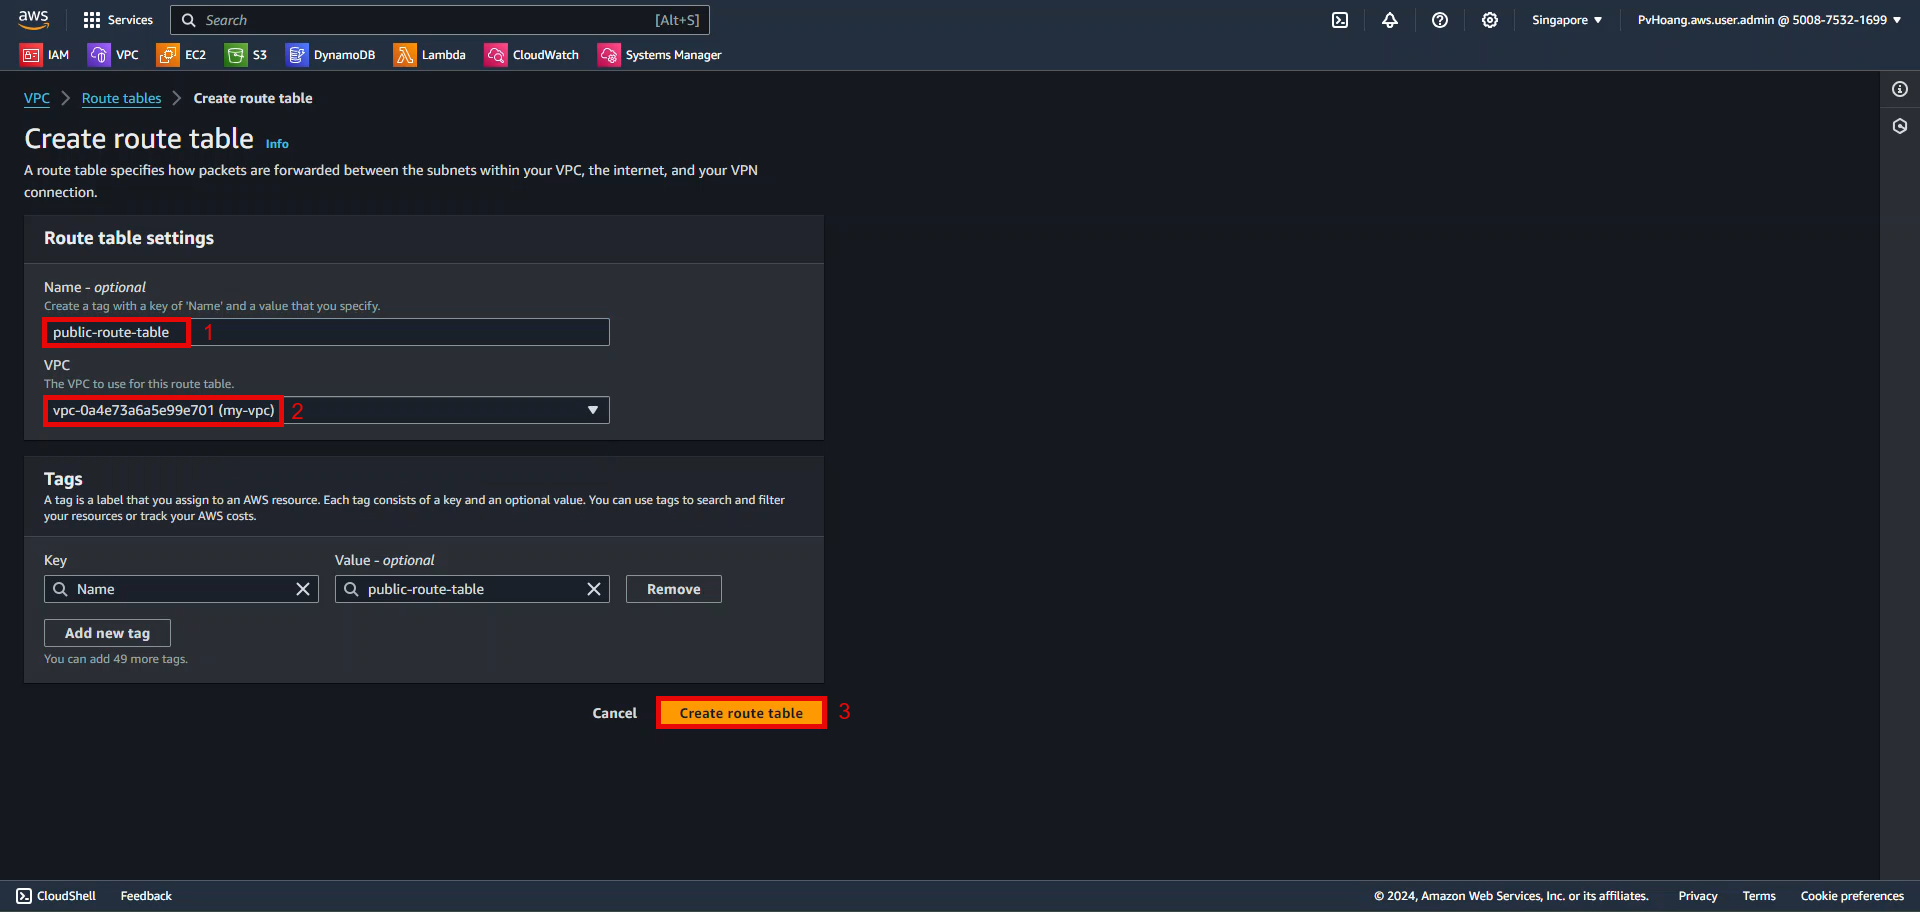 aws
Services
Search
[Alt+S]
Singapore
PvHoang.aws.user.admin @ 5008-7532-1699
IAM
VPC
EC2
S3
DynamoDB
Lambda
CloudWatch
Systems Manager
VPC
Route tables
Create route table
Create route table Info
A route table specifies how packets are forwarded between the subnets within your VPC, the internet, and your VPN
connection.
Route table settings
Name - optional
Create a tag with a key of 'Name' and a value that you specify.
public-route-table
1
VPC
The VPC to use for this route table.
vpc-0a4e73a6a5e99e701 (my-vpc)
2
Tags
A tag is a label that you assign to an AWS resource. Each tag consists of a key and an optional value. You can use tags to search and filter
your resources or track your AWS costs.
Key
Value - optional
Name
public-route-table
Remove
Add new tag
You can add 49 more tags.
Cancel
Create route table
3
CloudShell
Feedback
© 2024, Amazon Web Services, Inc. or its affiliates.
Privacy
Terms
Cookie preferences